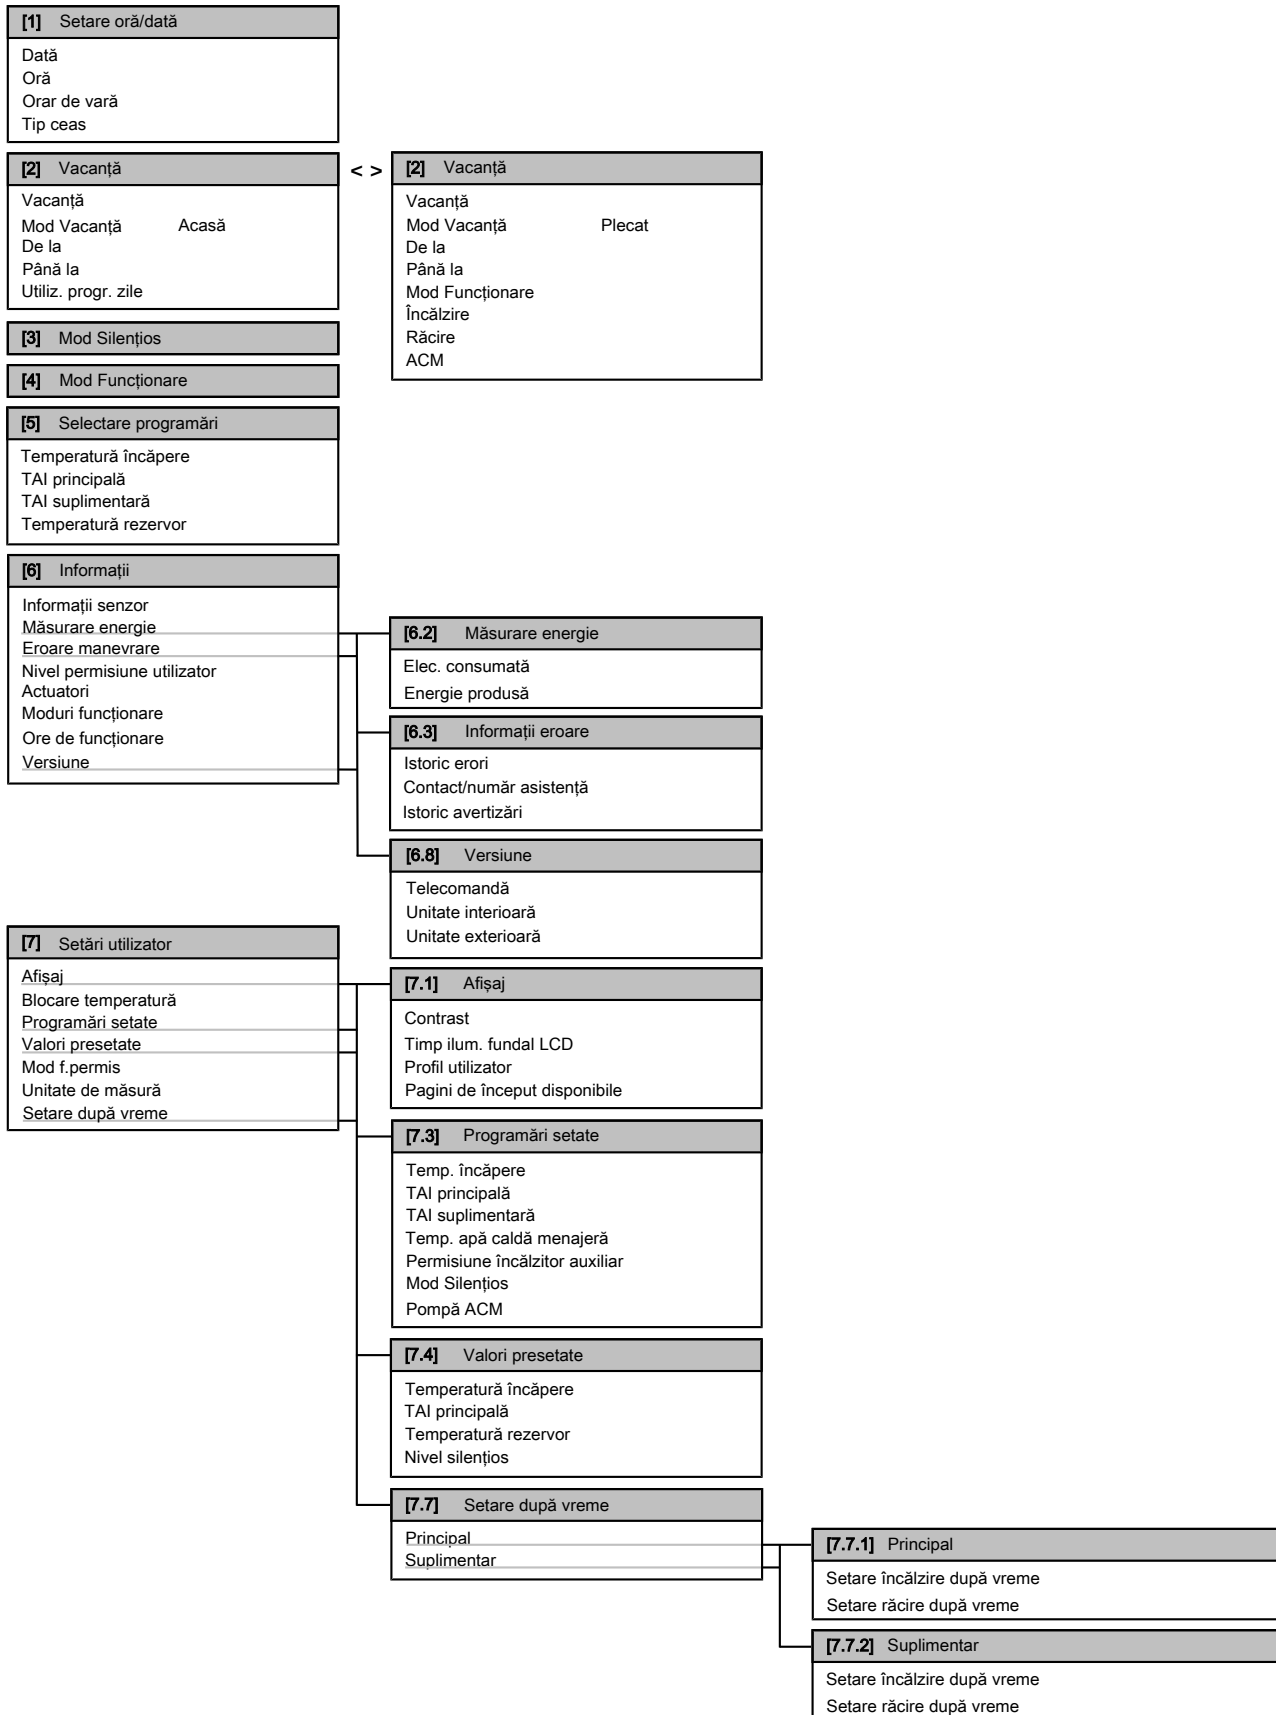 [1] Setare oră/dată
Dată
Oră
Orar de vară
Tip ceas
[2] Vacanță
Vacanță
Mod Vacanță Acasă
De la
Până la
Utiliz. progr. zile
< >
[2] Vacanță
Vacanță
Mod Vacanță Plecat
De la
Până la
Mod Funcționare
Încălzire
Răcire
ACM
[3] Mod Silențios
[4] Mod Funcționare
[5] Selectare programări
Temperatură încăpere
TAI principală
TAI suplimentară
Temperatură rezervor
[6] Informații
Informații senzor
Măsurare energie
Eroare manevrare
Nivel permisiune utilizator
Actuatori
Moduri funcționare
Ore de funcționare
Versiune
[6.2] Măsurare energie
Elec. consumată
Energie produsă
[6.3] Informații eroare
Istoric erori
Contact/număr asistență
Istoric avertizări
[6.8] Versiune
Telecomandă
Unitate interioară
Unitate exterioară
[7] Setări utilizator
Afișaj
Blocare temperatură
Programări setate
Valori presetate
Mod f.permis
Unitate de măsură
Setare după vreme
[7.1] Afișaj
Contrast
Timp ilum. fundal LCD
Profil utilizator
Pagini de început disponibile
[7.3] Programări setate
Temp. încăpere
TAI principală
TAI suplimentară
Temp. apă caldă menajeră
Permisiune încălzitor auxiliar
Mod Silențios
Pompă ACM
[7.4] Valori presetate
Temperatură încăpere
TAI principală
Temperatură rezervor
Nivel silențios
[7.7] Setare după vreme
Principal
Suplimentar
[7.7.1] Principal
Setare încălzire după vreme
Setare răcire după vreme
[7.7.2] Suplimentar
Setare încălzire după vreme
Setare răcire după vreme